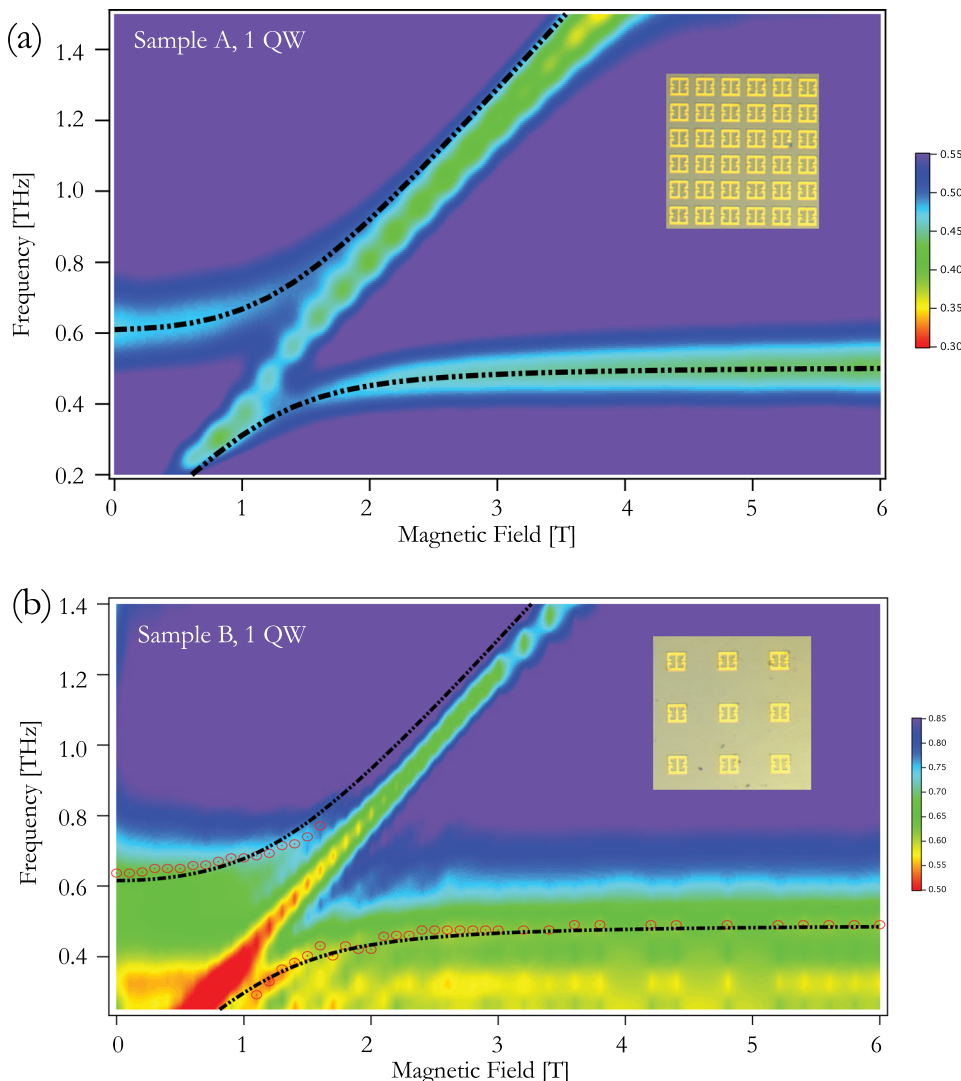 (a)
Sample A, 1 QW
Frequency [THz]
1.4
1.2
1.0
0.8
0.6
0.4
0.2
0 1 2 3 4 5 6
Magnetic Field [T]
0.55
0.50
0.45
0.40
0.35
0.30
(b)
Sample B, 1 QW
Frequency [THz]
1.4
1.2
1.0
0.8
0.6
0.4
0 1 2 3 4 5 6
Magnetic Field [T]
0.85
0.80
0.75
0.70
0.65
0.60
0.55
0.50